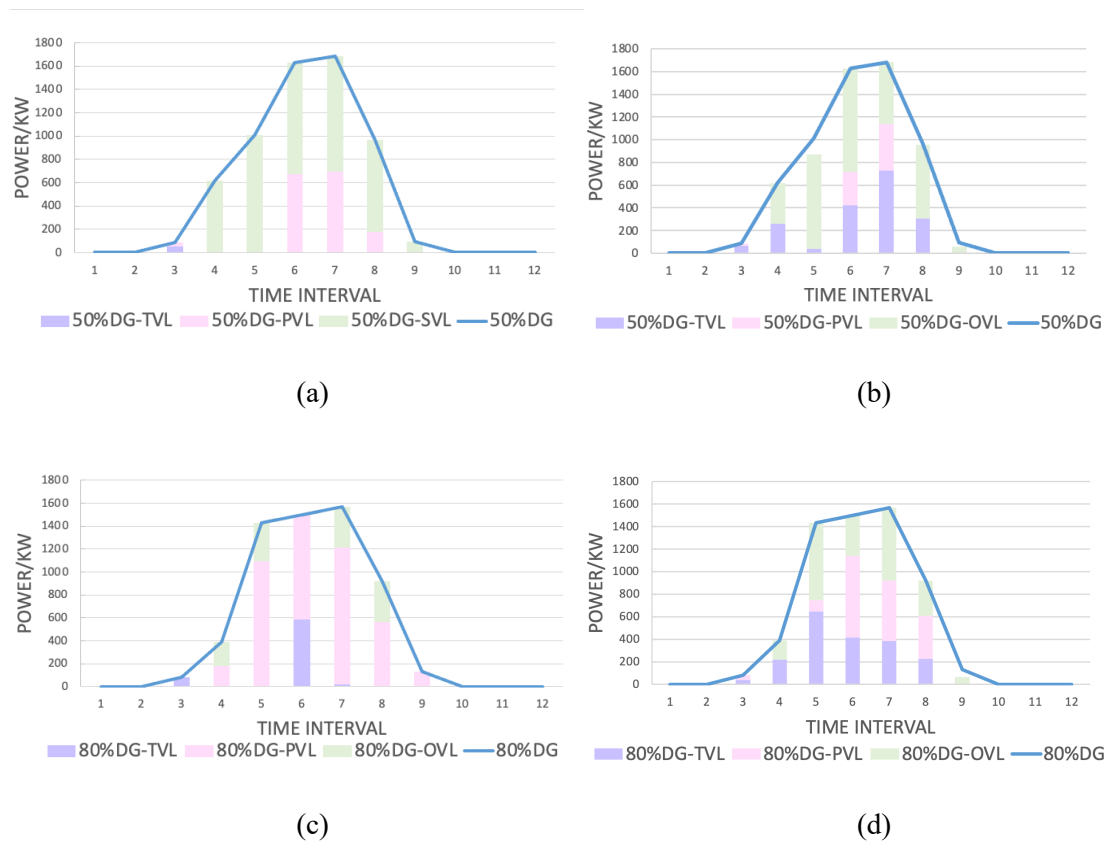 1800
1600
1400
1200
1000
800
600
400
200
0
POWER/KW
1 2 3 4 5 6 7 8 9 10 11 12
TIME INTERVAL
50%DG-TVL 50%DG-PVL 50%DG-SVL 50%DG
(a)
1800
1600
1400
1200
1000
800
600
400
200
0
POWER/KW
1 2 3 4 5 6 7 8 9 10 11 12
TIME INTERVAL
50%DG-TVL 50%DG-PVL 50%DG-OVL 50%DG
(b)
1800
1600
1400
1200
1000
800
600
400
200
0
POWER/KW
1 2 3 4 5 6 7 8 9 10 11 12
TIME INTERVAL
80%DG-TVL 80%DG-PVL 80%DG-OVL 80%DG
(c)
1800
1600
1400
1200
1000
800
600
400
200
0
POWER/KW
1 2 3 4 5 6 7 8 9 10 11 12
TIME INTERVAL
80%DG-TVL 80%DG-PVL 80%DG-OVL 80%DG
(d)